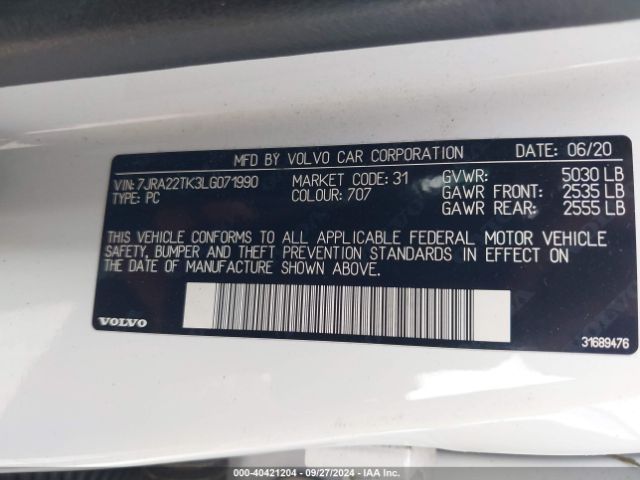 MFD BY VOLVO CAR CORPORATION DATE: 06/20
VIN: 7JRA22TK3LG071990 MARKET CODE: 31 GVWR: 5030 LB
TYPE: PC COLOUR: 707 GAWR FRONT: 2535 LB
GAWR REAR: 2555 LB
THIS VEHICLE CONFORMS TO ALL APPLICABLE FEDERAL MOTOR VEHICLE
SAFETY, BUMPER AND THEFT PREVENTION STANDARDS IN EFFECT ON
THE DATE OF MANUFACTURE SHOWN ABOVE.
VOLVO 31689476
000-40421204 - 09/27/2024 - IAA Inc.